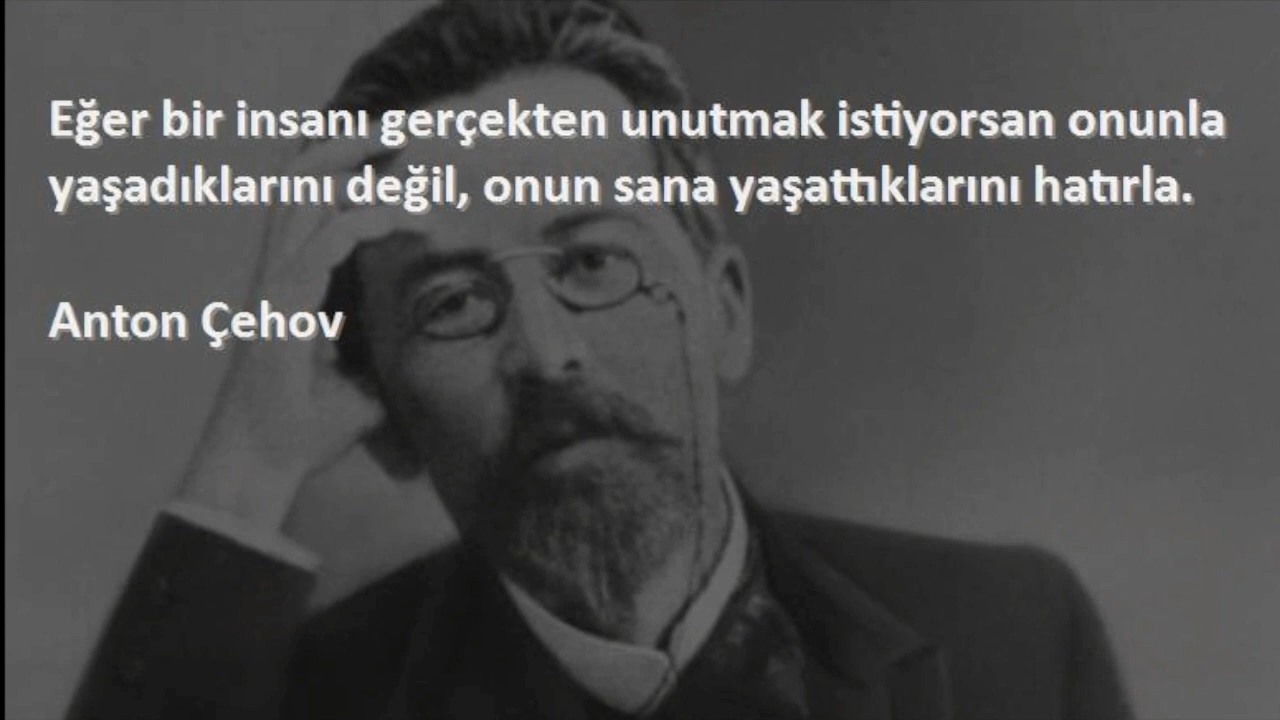 Eğer bir insanı gerçekten unutmak istiyorsan onunla
yaşadıklarını değil, onun sana yaşattıklarını hatırla.
Anton Çehov